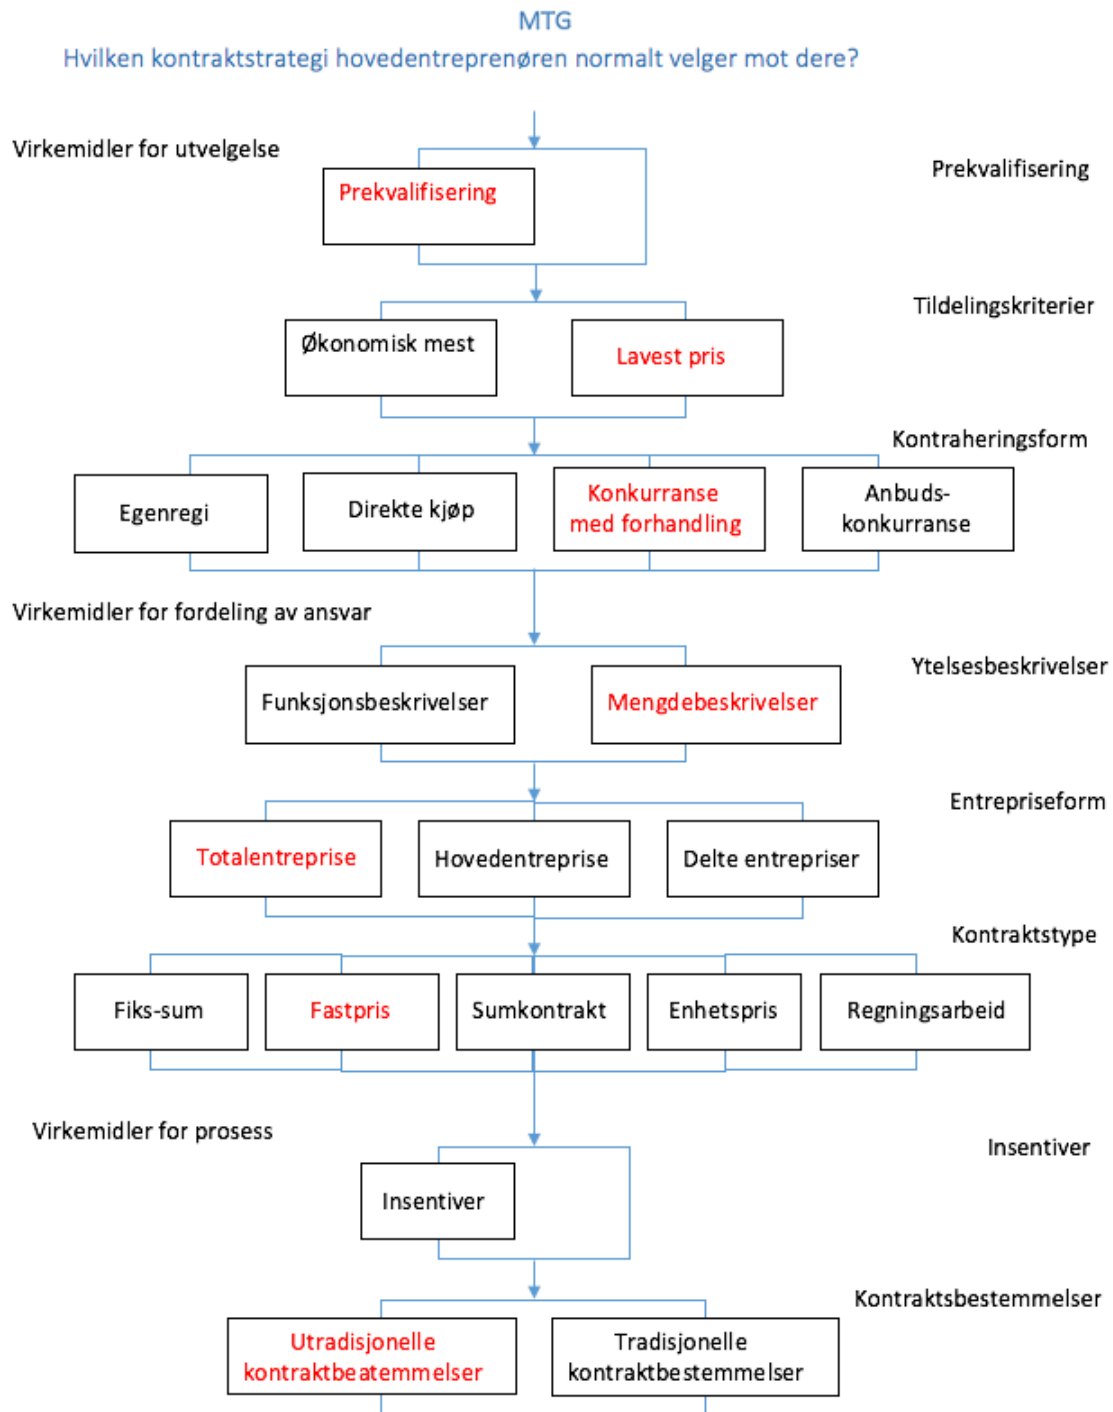 MTG
Hvilken kontraktstrategi hovedentreprenøren normalt velger mot dere?
Virkemidler for utvelgelse
Prekvalifisering
Prekvalifisering
Tildelingskriterier
Økonomisk mest
Lavest pris
Kontraheringsform
Egenregi
Direkte kjøp
Konkurranse
med forhandling
Anbuds-
konkurranse
Virkemidler for fordeling av ansvar
Ytelsesbeskrivelser
Funksjonsbeskrivelser
Mengdebeskrivelser
Entrepriseform
Totalentreprise
Hovedentreprise
Delte entrepriser
Kontraktstype
Fiks-sum
Fastpris
Sumkontrakt
Enhetspris
Regningsarbeid
Virkemidler for prosess
Insentiver
Insentiver
Kontraktsbestemmelser
Utradisjonelle
kontraktbeatemmelser
Tradisjonelle
kontraktbestemmelser